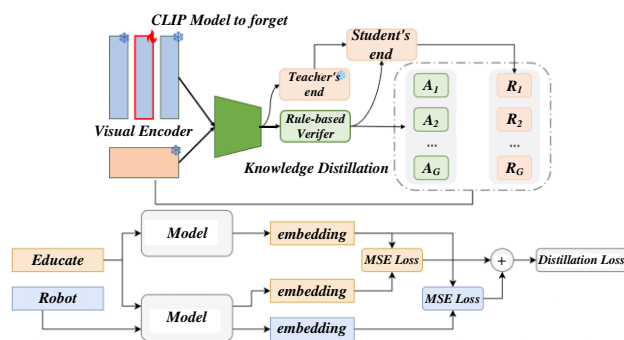 CLIP Model to forget
Student's
end
Teacher's
end
Visual Encoder
Rule-based
Verifer
Knowledge Distillation
A1
A2
...
AG
R1
R2
...
RG
Model
embedding
Educate
MSE Loss
+
Distillation Loss
Robot
embedding
MSE Loss
Model
embedding